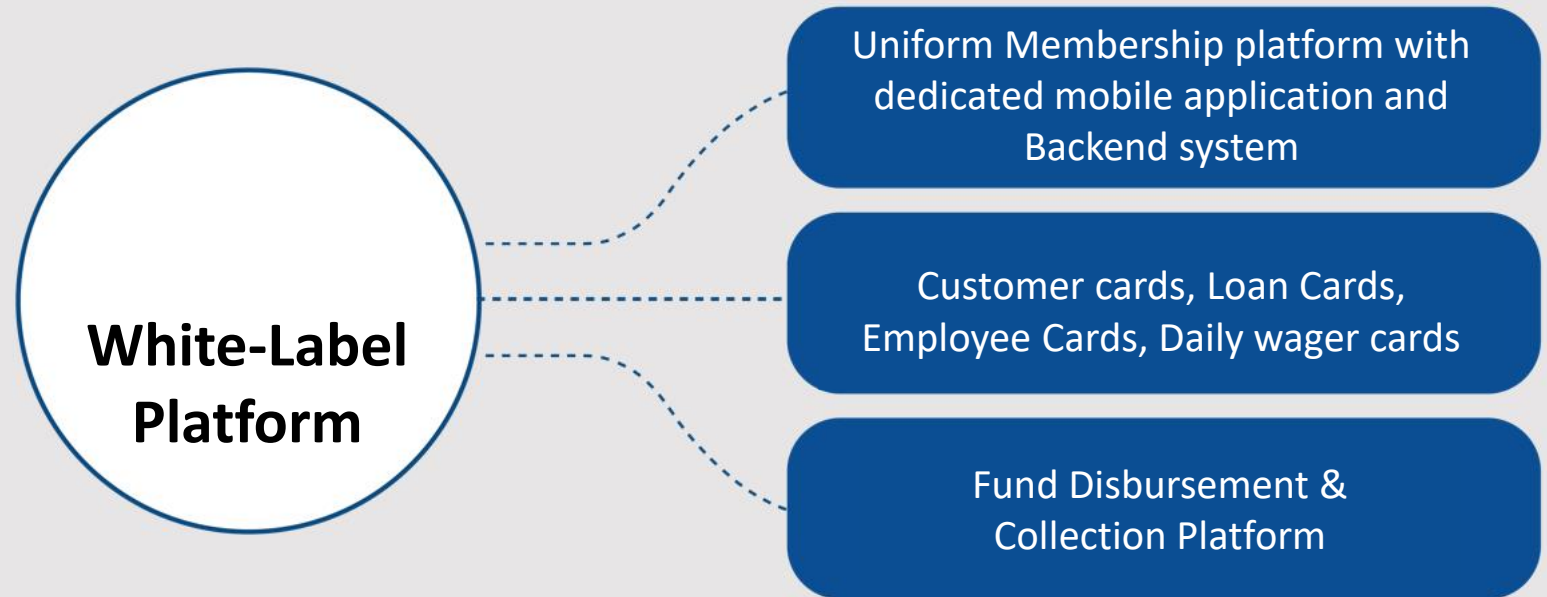 White-Label
Platform
Uniform Membership platform with
dedicated mobile application and
Backend system
Customer cards, Loan Cards,
Employee Cards, Daily wager cards
Fund Disbursement &
Collection Platform